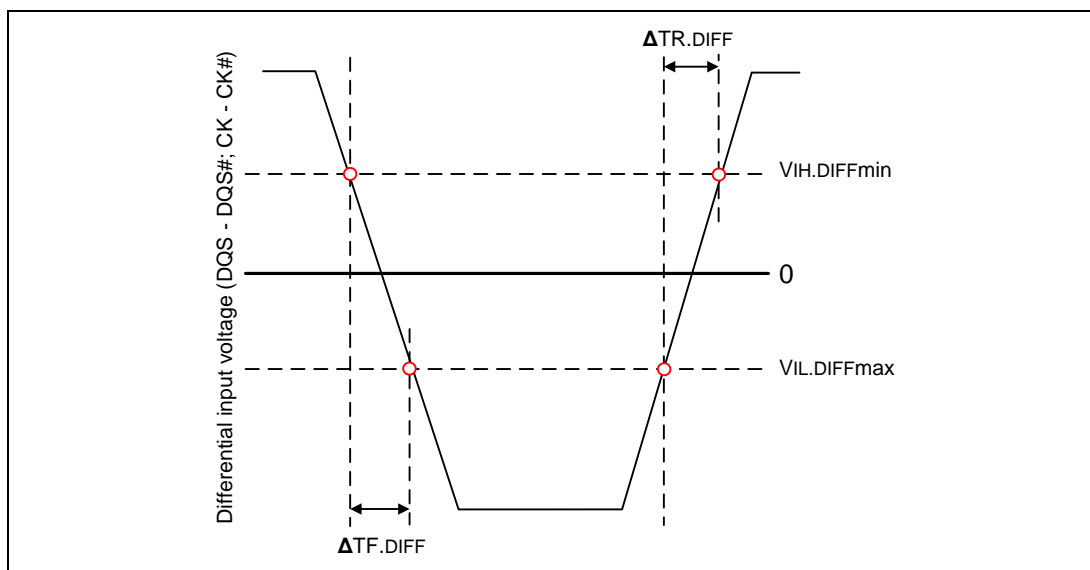 ΔTR.DIFF
Differential input voltage (DQS - DQS#; CK - CK#)
VIH.DIFFmin
0
VIL.DIFFmax
ΔTF.DIFF